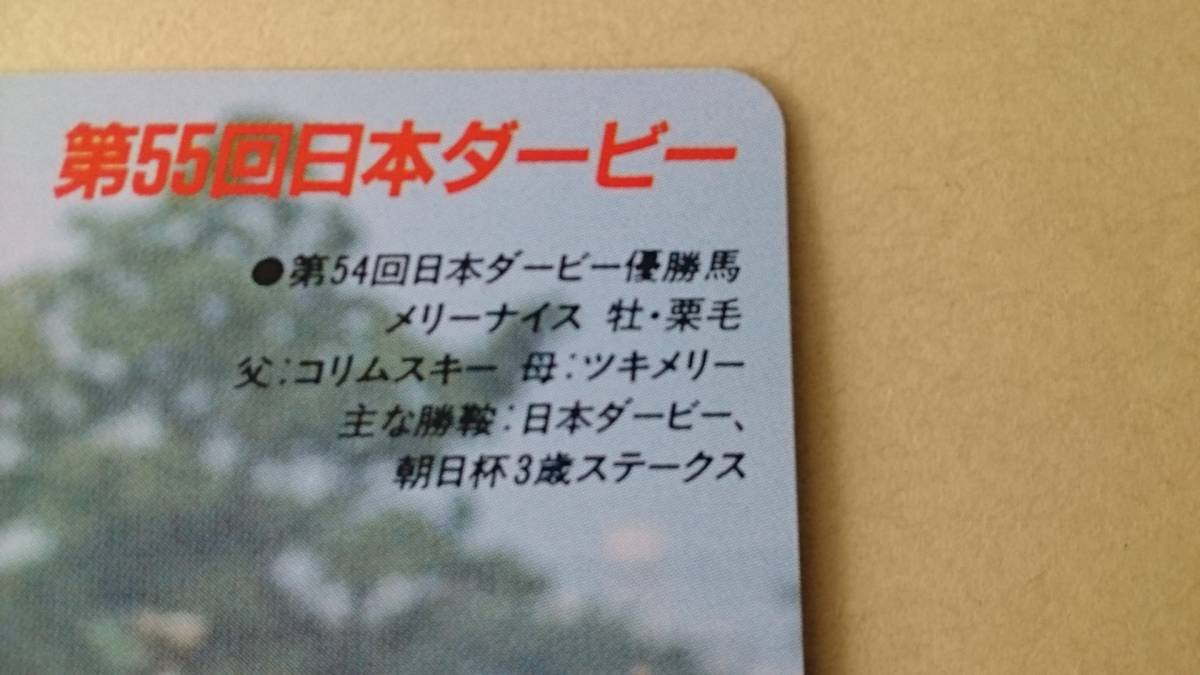 第55回日本ダービー
●第54回日本ダービー優勝馬
メリーナイス 牡・栗毛
父:コリムスキー 母:ツキメリー
主な勝鞍:日本ダービー、
朝日杯3歳ステークス